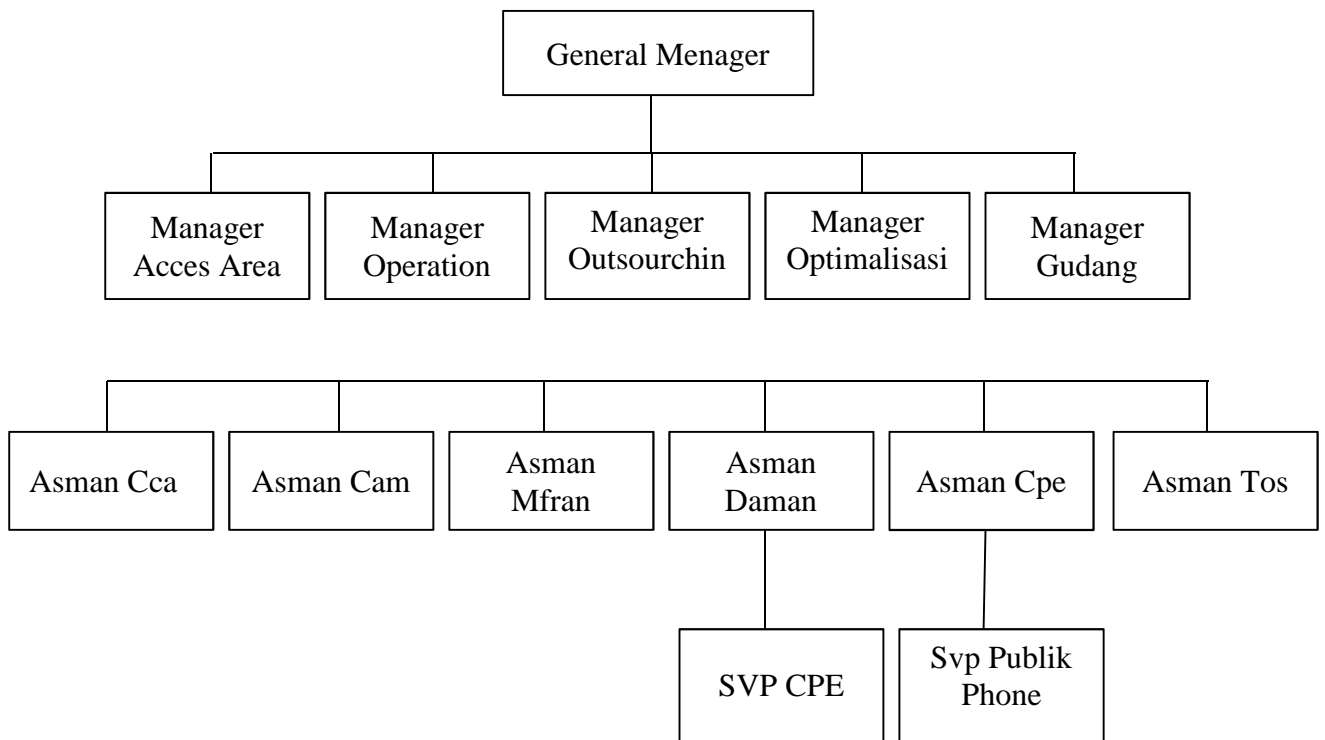 General Menager
Manager
Acces Area
Manager
Operation
Manager
Outsourchin
Manager
Optimalisasi
Manager
Gudang
Asman Cca
Asman Cam
Asman
Mfran
Asman
Daman
Asman Cpe
Asman Tos
SVP CPE
Svp Publik
Phone